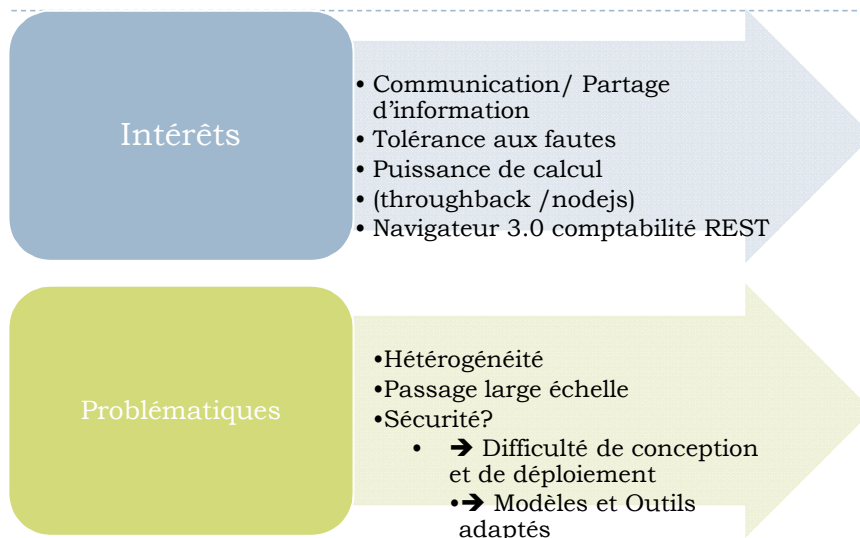 Intérêts
• Communication/ Partage
d'information
• Tolérance aux fautes
• Puissance de calcul
• (throughback /nodejs)
• Navigateur 3.0 comptabilité REST
Problématiques
•Hétérogénéité
•Passage large échelle
•Sécurité?
• ➔ Difficulté de conception
et de déploiement
•➔ Modèles et Outils
adaptés